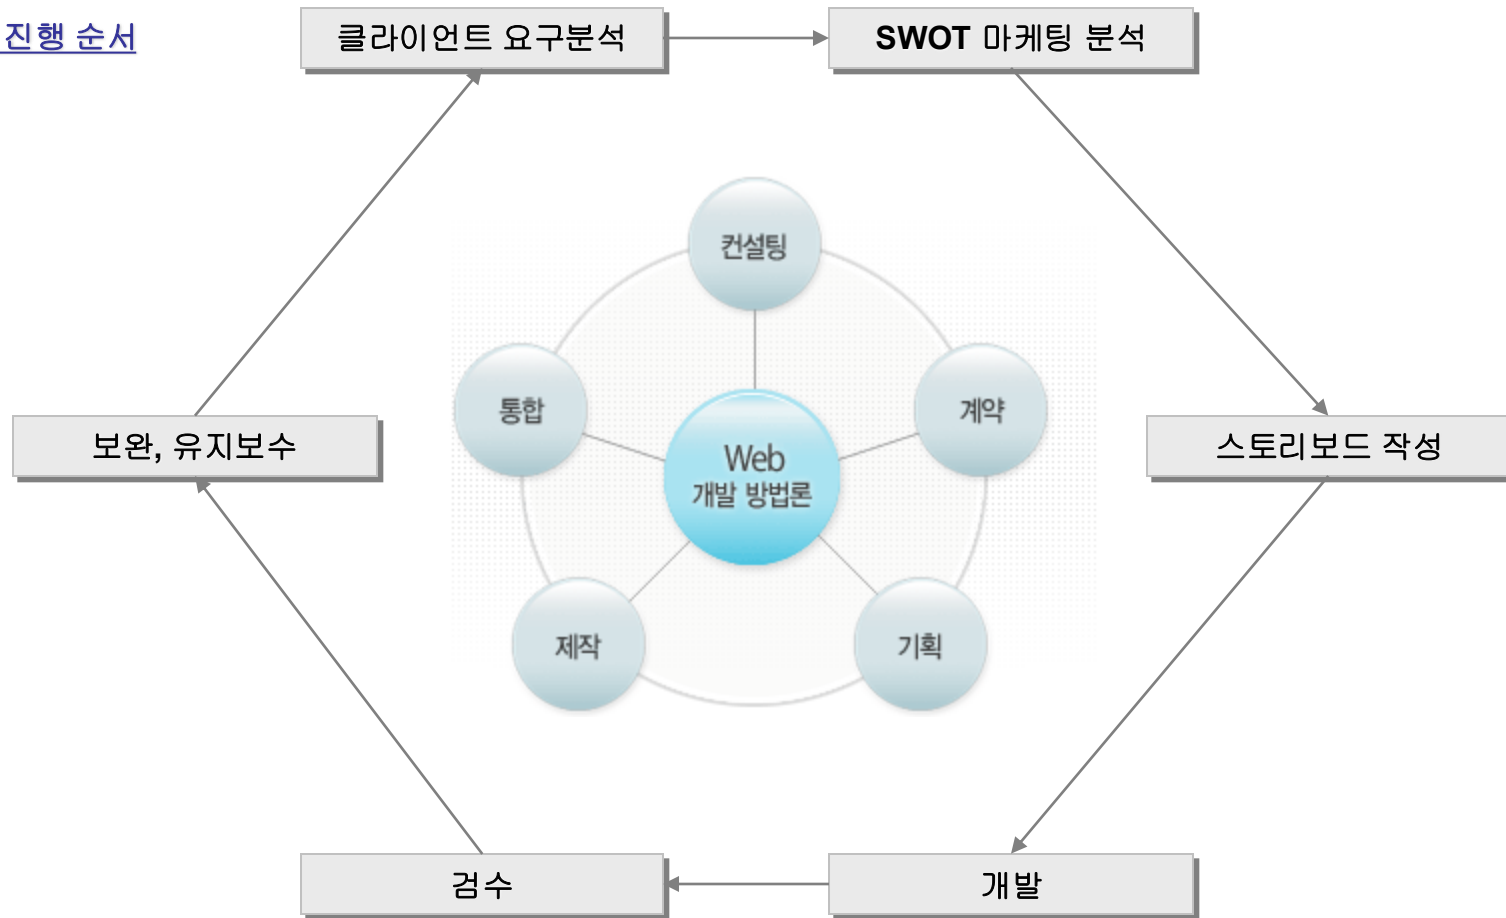 진행 순서
클라이언트 요구분석
SWOT 마케팅 분석
컨설팅
통합
계약
보완, 유지보수
스토리보드 작성
Web
개발 방법론
제작
기획
검수
개발